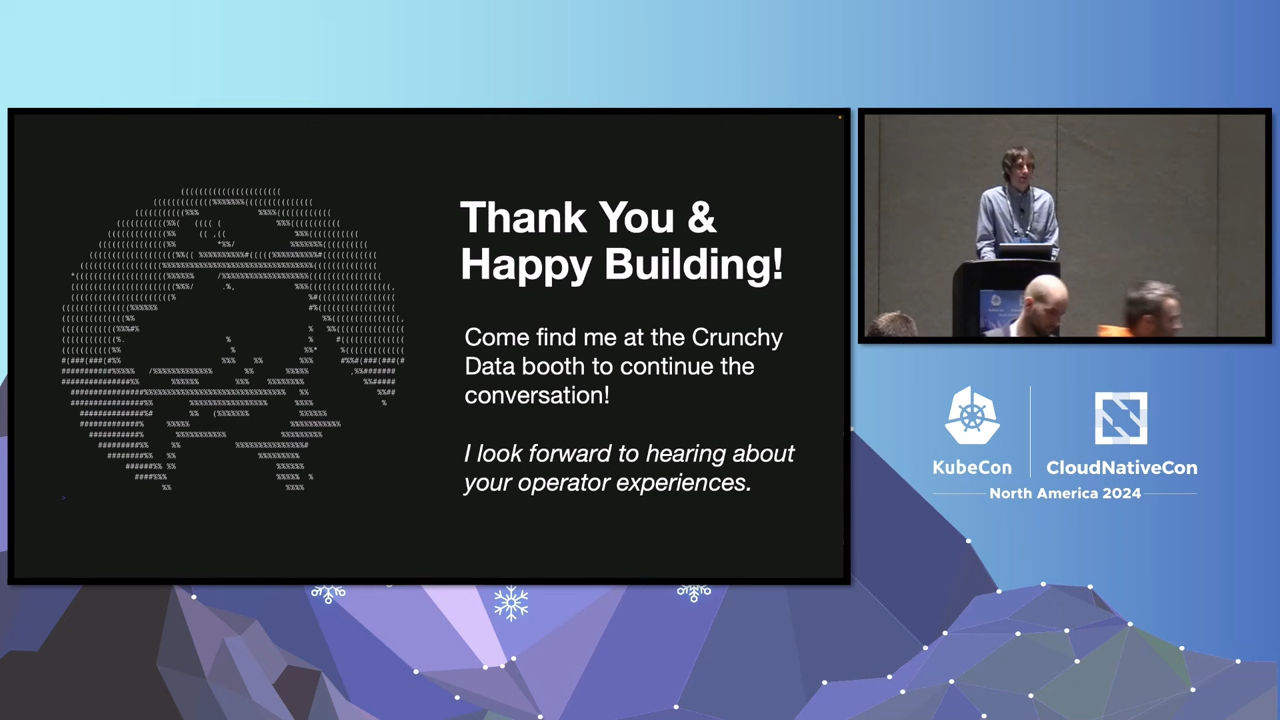 Thank You &
Happy Building!
Come find me at the Crunchy
Data booth to continue the
conversation!
I look forward to hearing about
your operator experiences.
KubeCon
CloudNativeCon
North America 2024